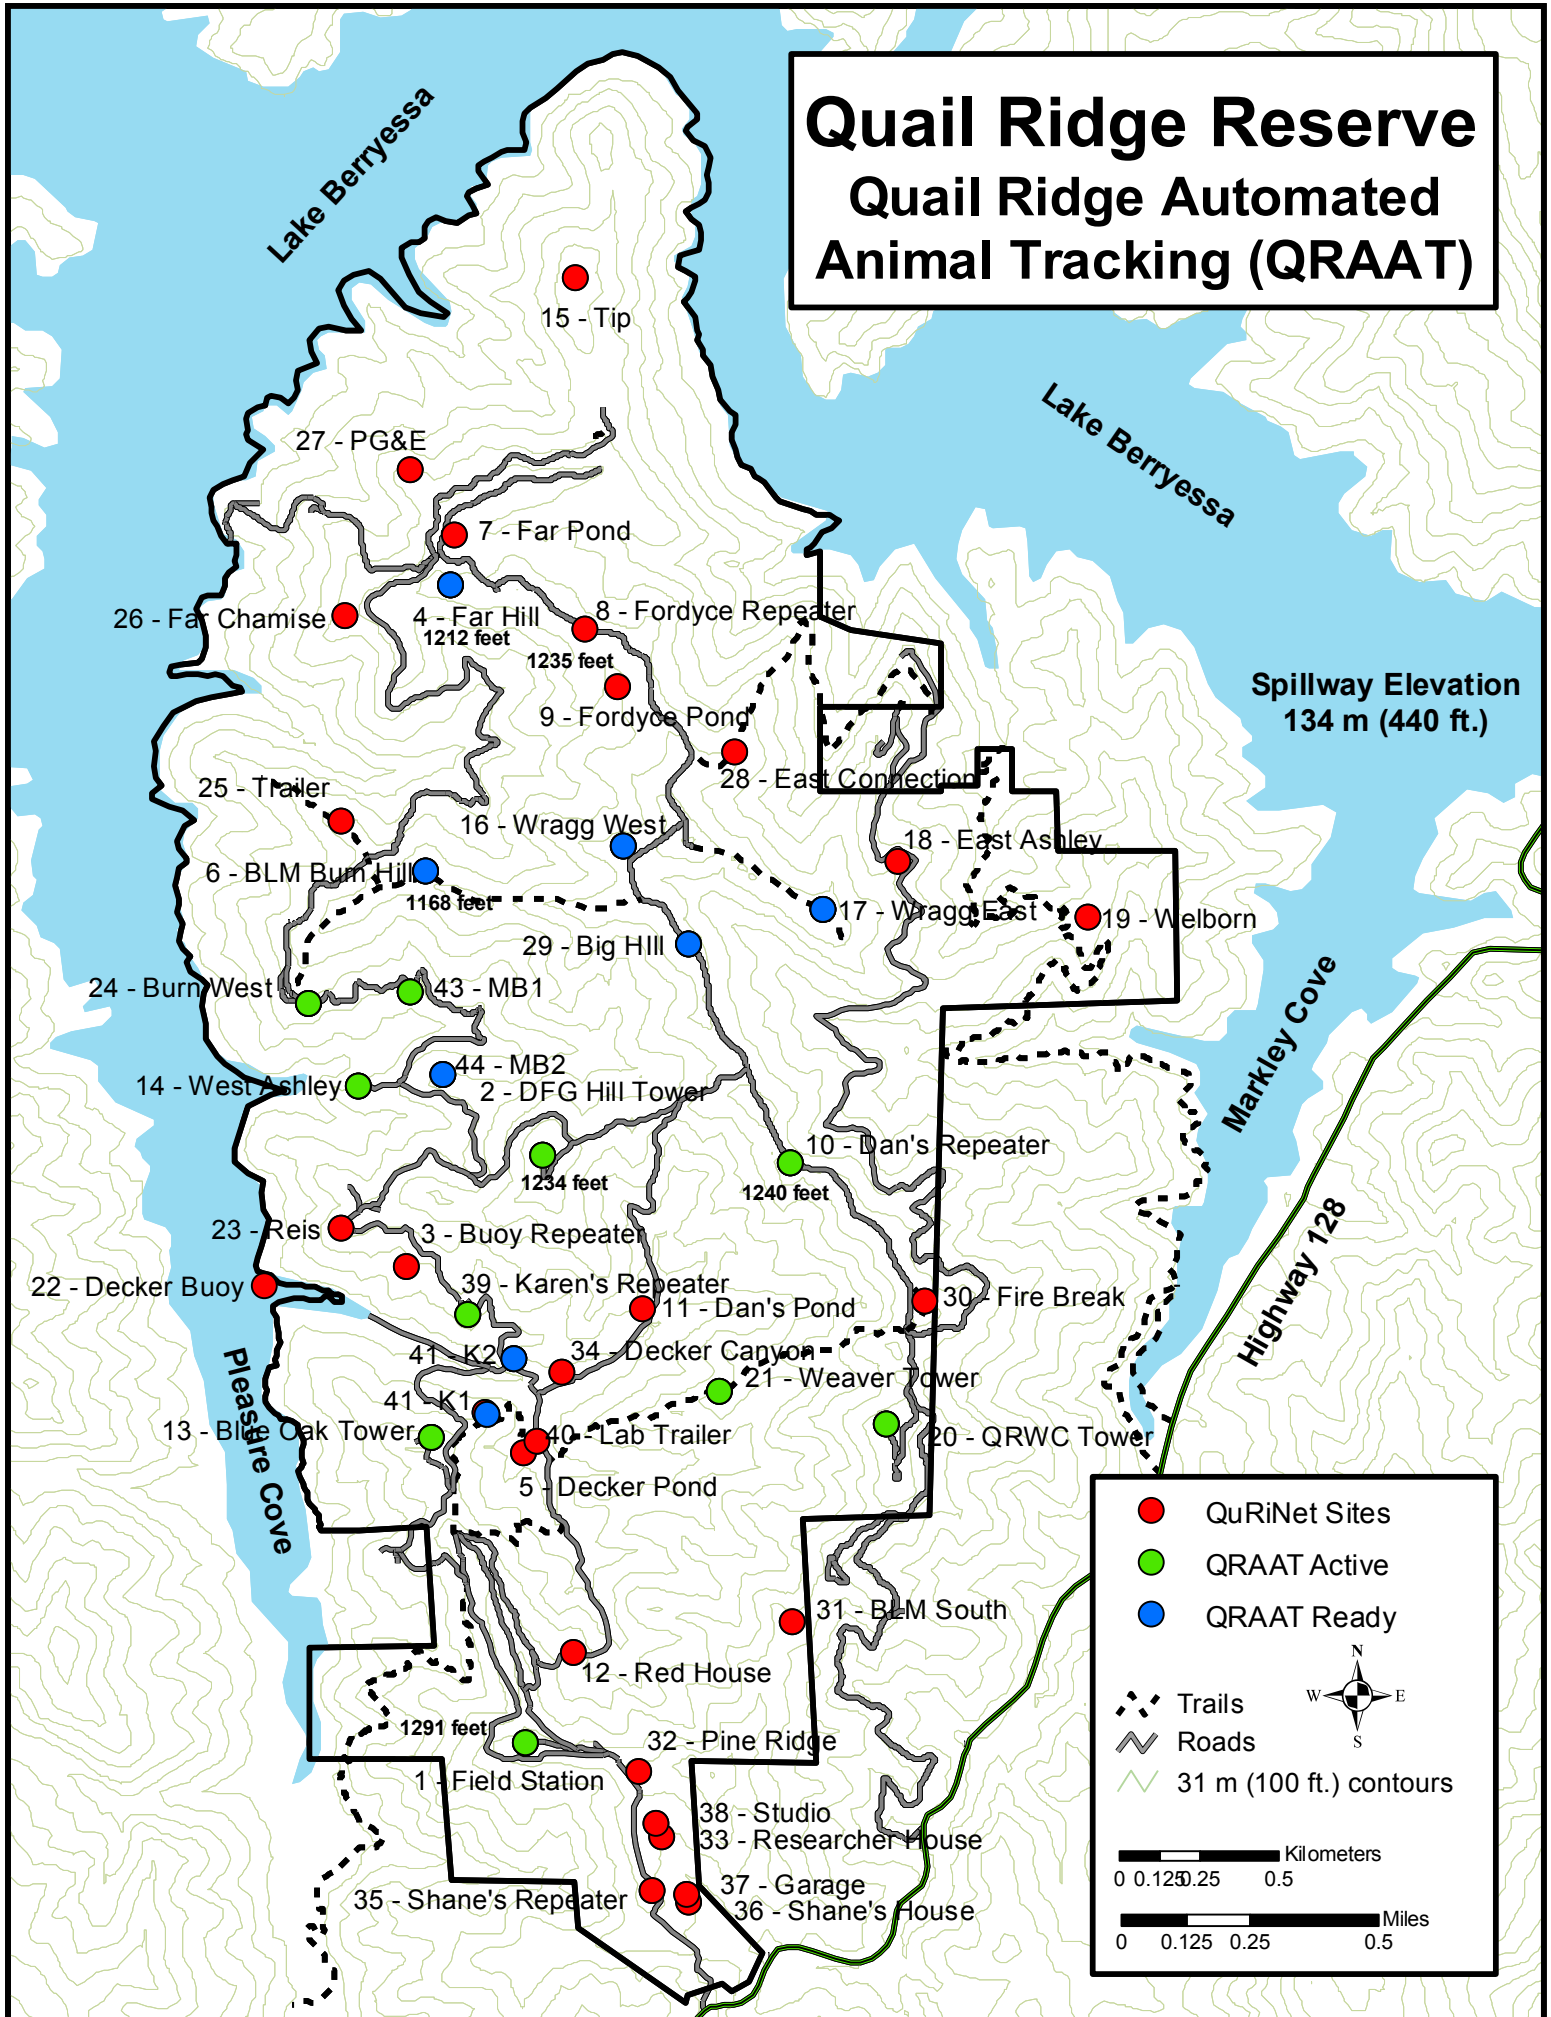 Quail Ridge Reserve
Quail Ridge Automated
Animal Tracking (QRAAT)
Lake Berryessa
15 - Tip
Lake Berryessa
27 - PG&E
7 - Far Pond
26 - Far Chamise
4 - Far Hill
1212 feet
8 - Fordyce Repeater
1235 feet
9 - Fordyce Pond
Spillway Elevation
134 m (440 ft.)
28 - East Connection
25 - Trailer
16 - Wragg West
18 - East Ashley
6 - BLM Burn Hill
1168 feet
17 - Wragg East
19 - Welborn
29 - Big HIll
24 - Burn West
43 - MB1
Markley Cove
44 - MB2
14 - West Ashley
2 - DFG Hill Tower
1234 feet
10 - Dan's Repeater
1240 feet
23 - Reis
3 - Buoy Repeater
22 - Decker Buoy
39 - Karen's Repeater
11 - Dan's Pond
30 - Fire Break
Highway 128
41 - K2
34 - Decker Canyon
21 - Weaver Tower
41 - K1
13 - Blue Oak Tower
40 - Lab Trailer
20 - QRWC Tower
5 - Decker Pond
Pleasure Cove
QuRiNet Sites
QRAAT Active
QRAAT Ready
31 - BLM South
12 - Red House
N
W
E
S
Trails
Roads
31 m (100 ft.) contours
1291 feet
32 - Pine Ridge
1 - Field Station
38 - Studio
33 - Researcher House
35 - Shane's Repeater
37 - Garage
36 - Shane's House
Kilometers
0 0.125 0.25 0.5
Miles
0 0.125 0.25 0.5